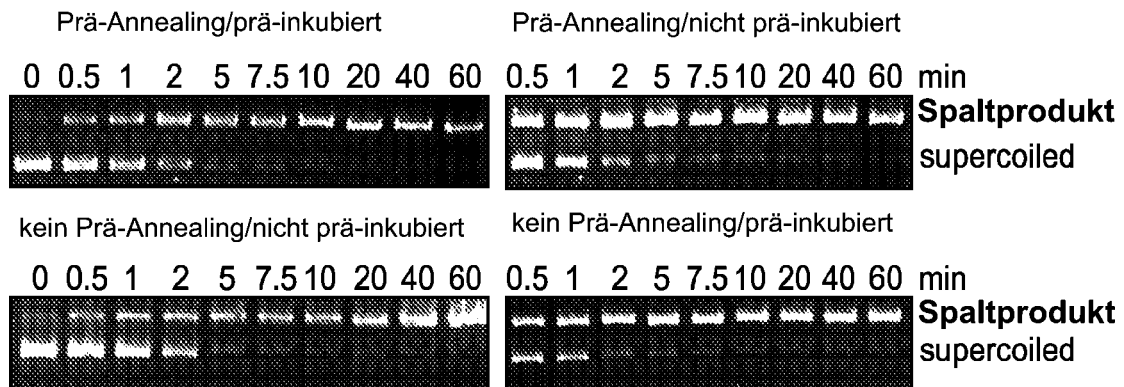 Prä-Annealing/prä-inkubiert
Prä-Annealing/nicht prä-inkubiert
0 0.5 1 2 5 7.5 10 20 40 60
0.5 1 2 5 7.5 10 20 40 60 min
Spaltprodukt
supercoiled
kein Prä-Annealing/nicht prä-inkubiert
kein Prä-Annealing/prä-inkubiert
0 0.5 1 2 5 7.5 10 20 40 60
0.5 1 2 5 7.5 10 20 40 60 min
Spaltprodukt
supercoiled